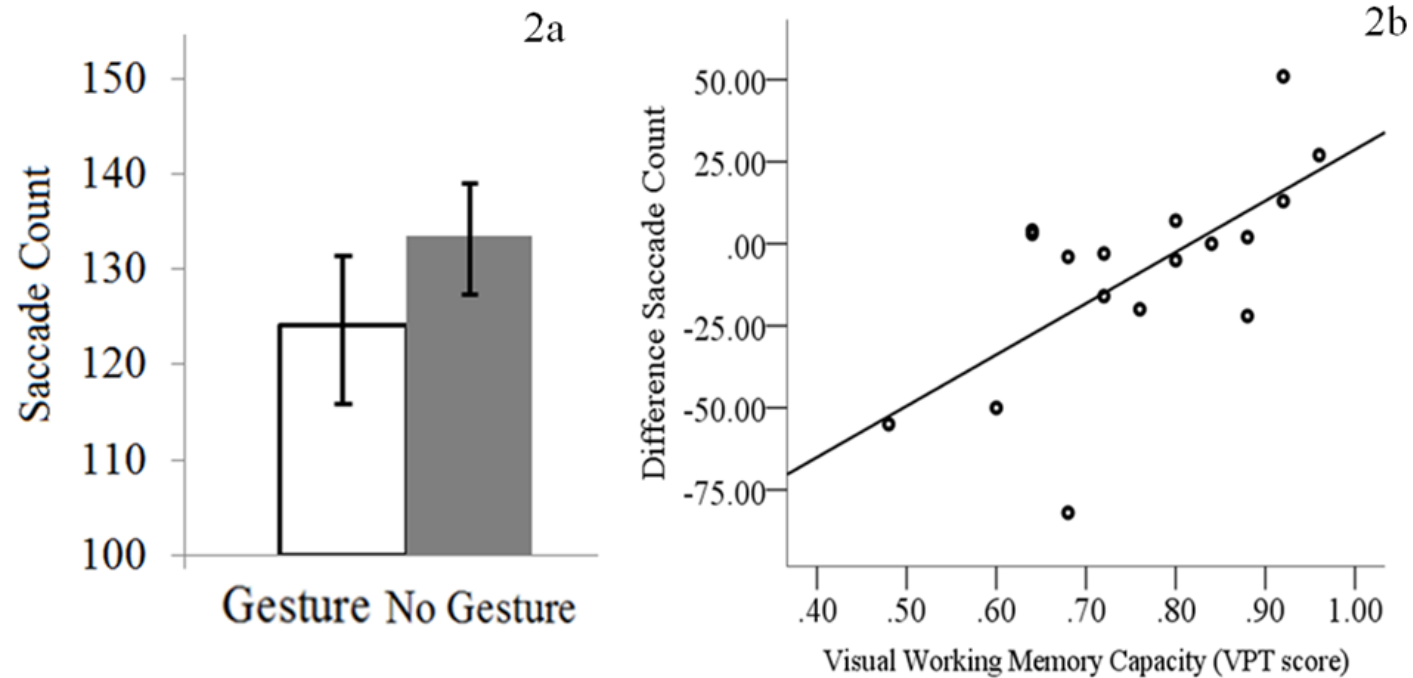 2a
150
140
130
120
110
100
Saccade Count
Gesture No Gesture
2b
50.00
25.00
.00
-25.00
-50.00
-75.00
Difference Saccade Count
.40 .50 .60 .70 .80 .90 1.00
Visual Working Memory Capacity (VPT score)